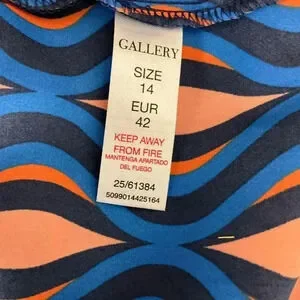 GALLERY
SIZE
14
EUR
42
KEEP AWAY
FROM FIRE
MANTENGA APARTADO
DEL FUEGO
25/61384
5099014425164